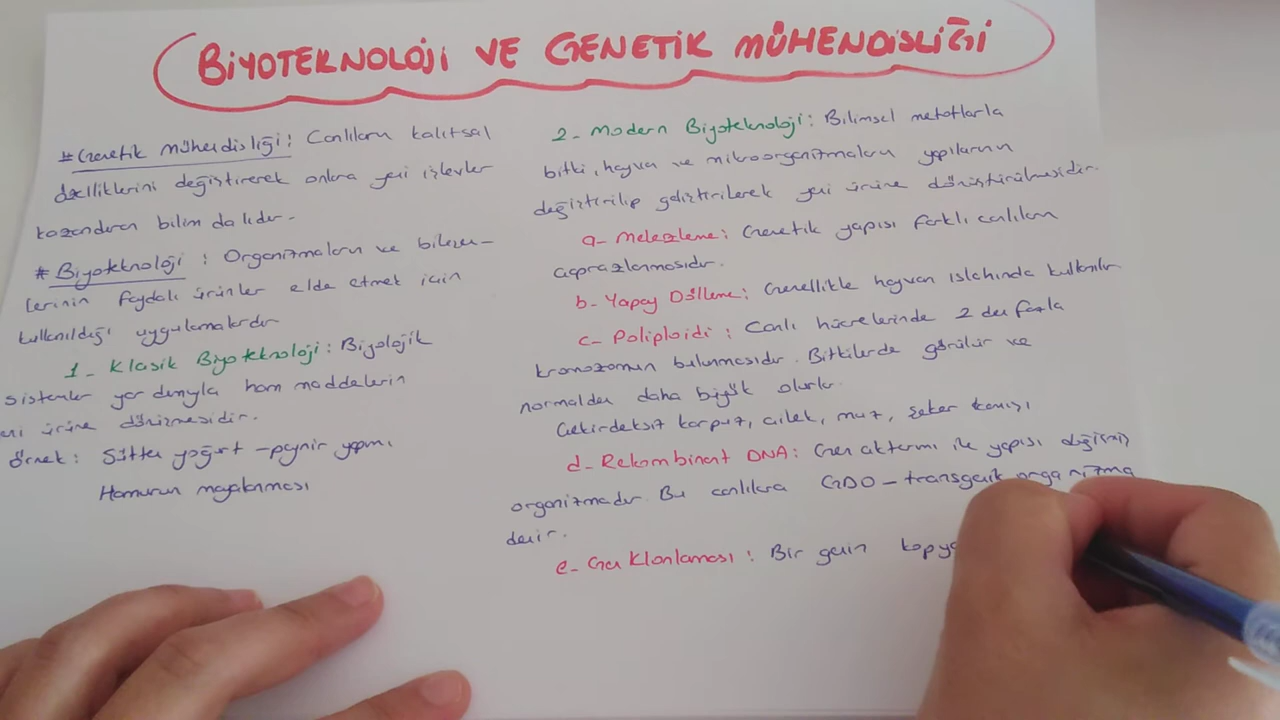 BİYOTEKNOLOJİ VE GENETİK MÜHENDİSLİĞİ
# Genetik mühendisliği: Canlıların kalıtsal
özelliklerini değiştirerek onlara yeni işlevler
kazandıran bilim dalıdır.
# Biyoteknoloji : Organizmaların ve bileşen-
lerinin faydalı ürünler elde etmek için
kullanıldığı uygulamalardır
1- Klasik Biyoteknoloji: Biyolojik
sistemler yardımıyla ham maddelerin
yeni ürüne dönüşmesidir.
Örnek: Sütten yoğurt - peynir yapımı
Hamurun mayalanması
2- Modern Biyoteknoloji: Bilimsel metotlarla
bitki, hayvan ve mikroorganizmaların yapılarının
değiştirilip geliştirilerek yeni ürüne dönüştürülmesidir.
a- Melezleme: Genetik yapısı farklı canlıların
çaprazlanmasıdır.
b- Yapay Dölleme: Genellikle hayvan ıslahında kullanılır
c- Poliploidi : Canlı hücrelerinde 2 den fazla
kromozomun bulunmasıdır. Bitkilerde görülür ve
normalden daha büyük olurlar.
Çekirdeksiz karpuz, çilek, muz, şeker kamışı
d- Rekombinant DNA: Gen aktarımı ile yapısı değişmiş
organizmadır. Bu canlılara GDO - transgenik organizma
denir.
e- Gen Klonlaması : Bir genin